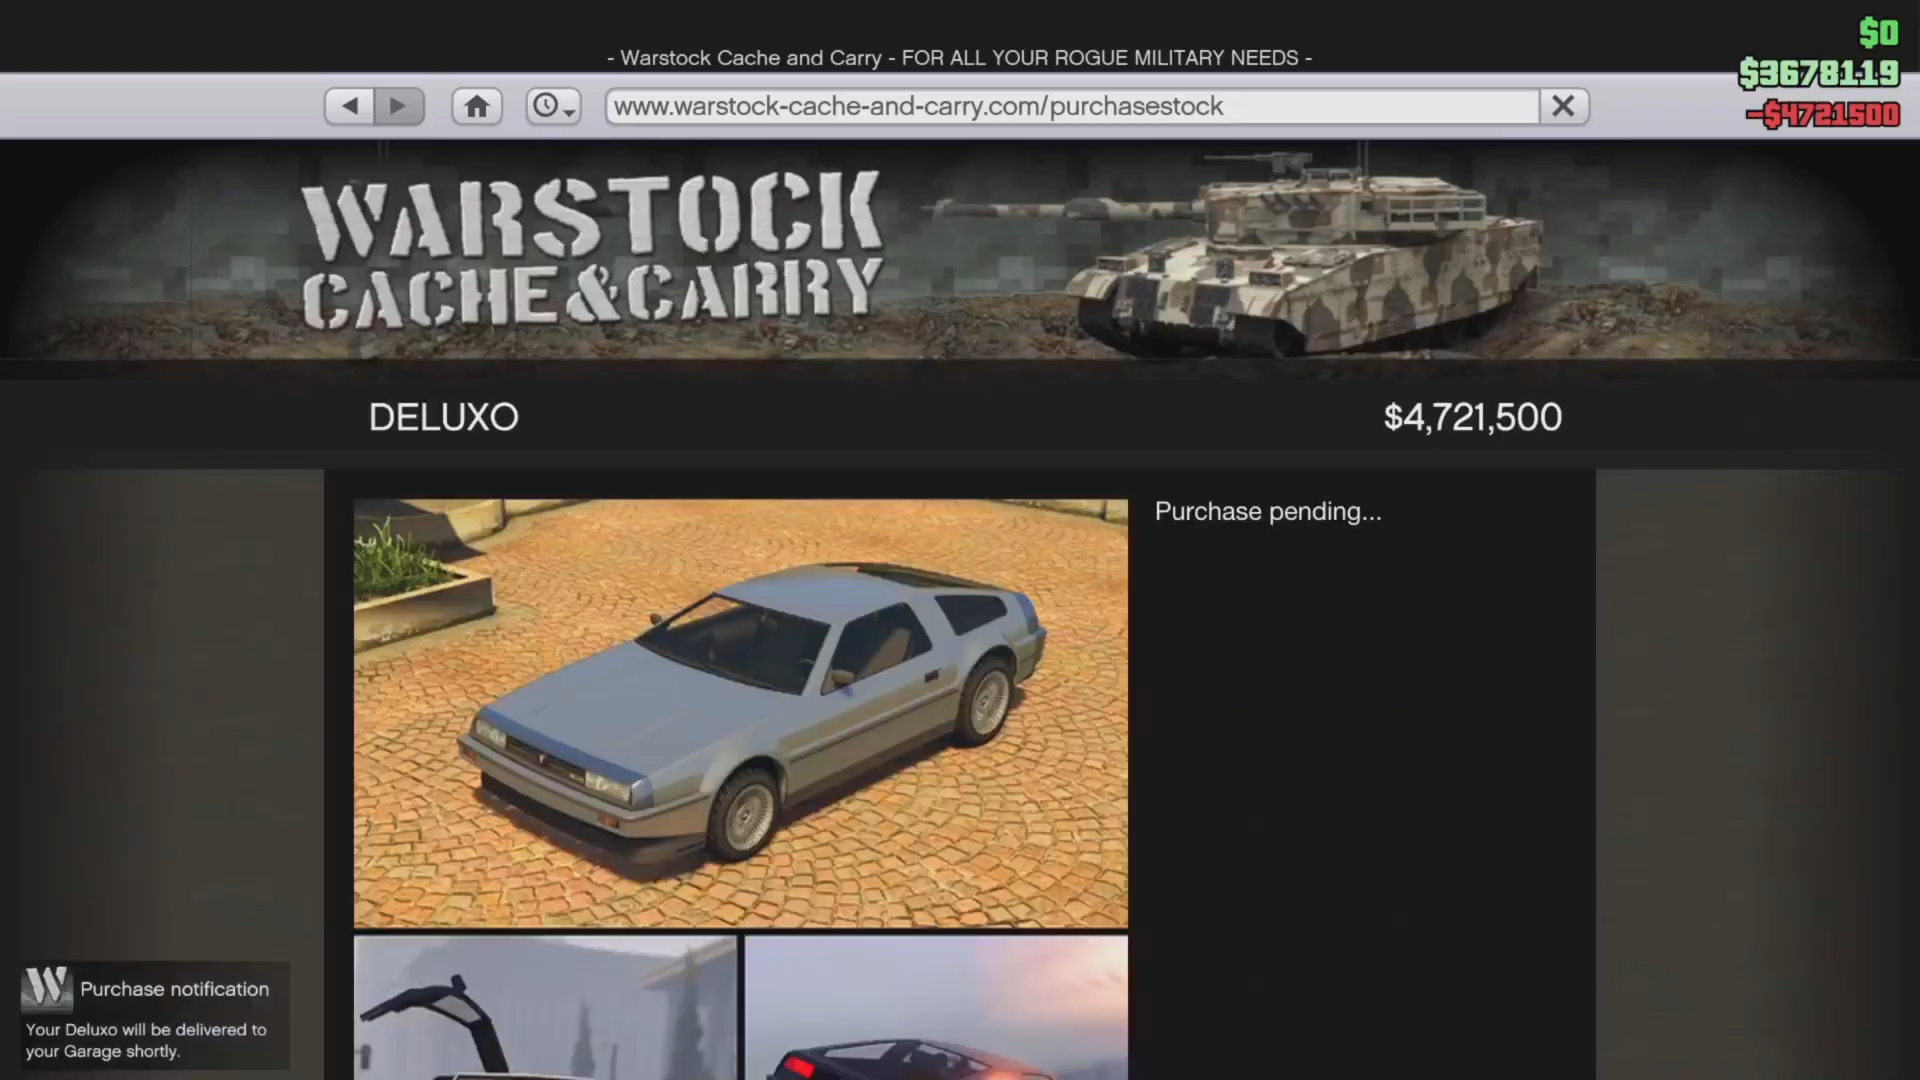 - Warstock Cache and Carry - FOR ALL YOUR ROGUE MILITARY NEEDS -
$0
$3678119
-$4721500
www.warstock-cache-and-carry.com/purchasestock
WARSTOCK
CACHE&CARRY
DELUXO
$4,721,500
Purchase pending...
W
Purchase notification
Your Deluxo will be delivered to
your Garage shortly.